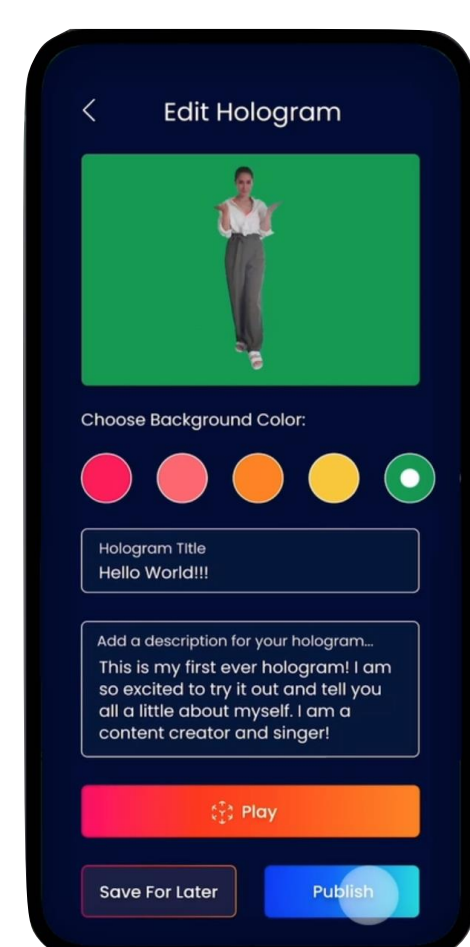 Edit Hologram
Choose Background Color:
Hologram TItle
Hello World!!!
Add a description for your hologram...
This is my first ever hologram! I am
so excited to try it out and tell you
all a little about myself. I am a
content creator and singer!
Play
Save For Later
Publish